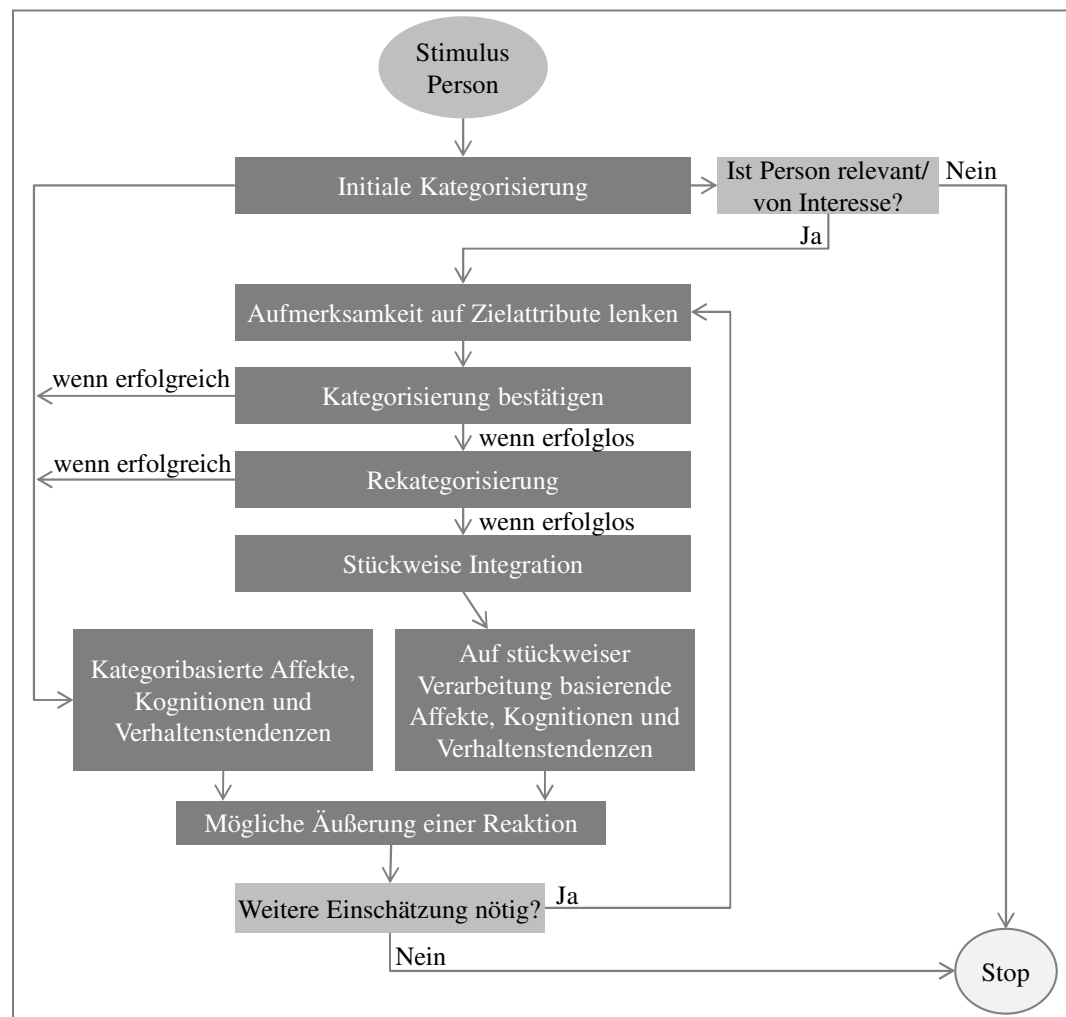 Stimulus
Person
Initiale Kategorisierung
Ist Person relevant/
von Interesse?
Nein
Ja
Aufmerksamkeit auf Zielattribute lenken
wenn erfolgreich
Kategorisierung bestätigen
wenn erfolglos
wenn erfolgreich
Rekategorisierung
wenn erfolglos
Stückweise Integration
Kategoribasierte Affekte,
Kognitionen und
Verhaltenstendenzen
Auf stückweiser
Verarbeitung basierende
Affekte, Kognitionen und
Verhaltenstendenzen
Mögliche Äußerung einer Reaktion
Weitere Einschätzung nötig?
Ja
Nein
Stop